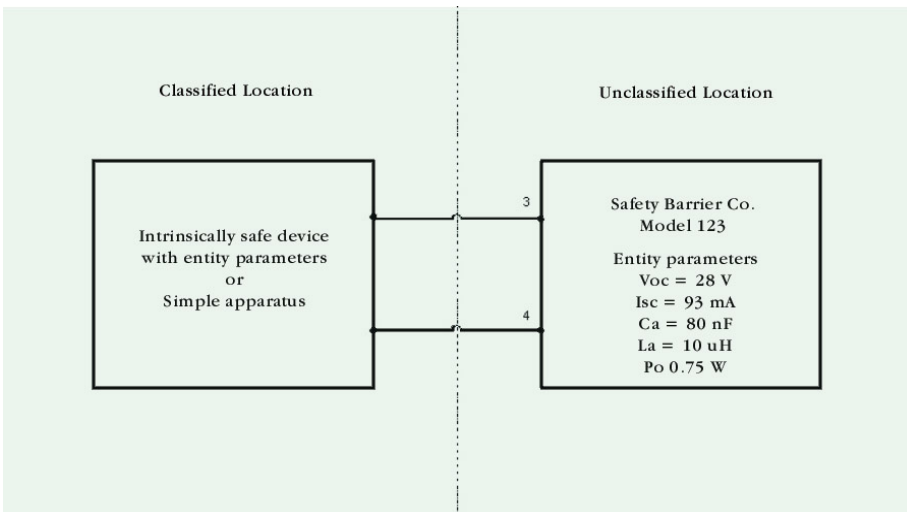 Classified Location
Unclassified Location
Intrinsically safe device
with entity parameters
or
Simple apparatus
3
4
Safety Barrier Co.
Model 123
Entity parameters
Voc = 28 V
Isc = 93 mA
Ca = 80 nF
La = 10 uH
Po 0.75 W